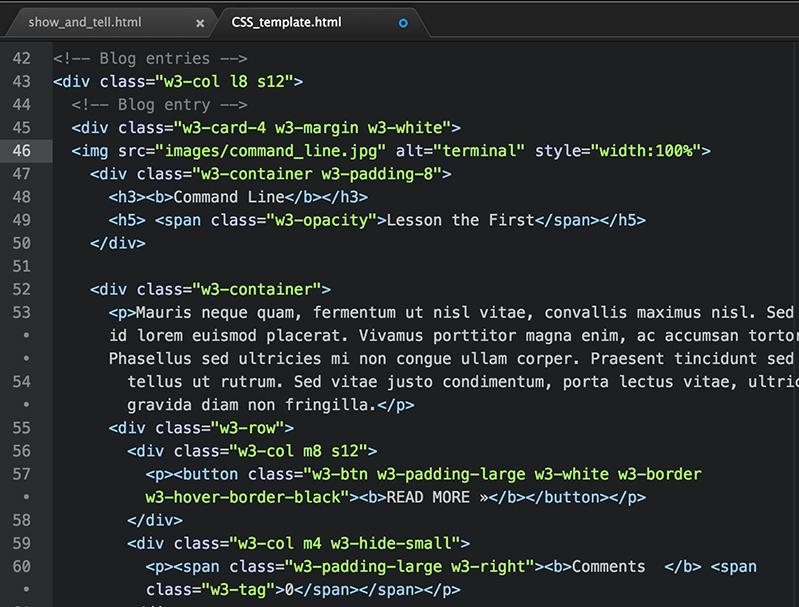 show_and_tell.html × CSS_template.html
42 <!-- Blog entries -->
43 <div class="w3-col l8 s12">
44 <!-- Blog entry -->
45 <div class="w3-card-4 w3-margin w3-white">
46 <img src="images/command_line.jpg" alt="terminal" style="width:100%">
47 <div class="w3-container w3-padding-8">
48 <h3><b>Command Line</b></h3>
49 <h5> <span class="w3-opacity">Lesson the First</span></h5>
50 </div>
51
52 <div class="w3-container">
53 <p>Mauris neque quam, fermentum ut nisl vitae, convallis maximus nisl. Sed
• id lorem euismod placerat. Vivamus porttitor magna enim, ac accumsan tortor
• Phasellus sed ultricies mi non congue ullam corper. Praesent tincidunt sed
54 tellus ut rutrum. Sed vitae justo condimentum, porta lectus vitae, ultric
• gravida diam non fringilla.</p>
55 <div class="w3-row">
56 <div class="w3-col m8 s12">
57 <p><button class="w3-btn w3-padding-large w3-white w3-border
• w3-hover-border-black"><b>READ MORE »</b></button></p>
58 </div>
59 <div class="w3-col m4 w3-hide-small">
60 <p><span class="w3-padding-large w3-right"><b>Comments  </b> <span
• class="w3-tag">0</span></span></p>